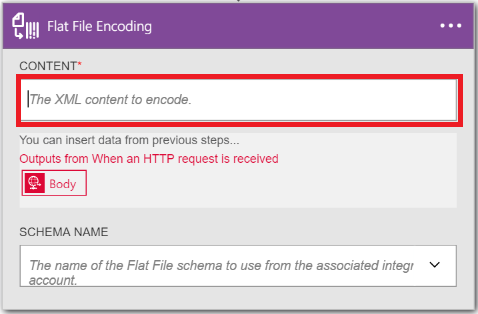 Flat File Encoding
CONTENT*
The XML content to encode.
You can insert data from previous steps...
Outputs from When an HTTP request is received
Body
SCHEMA NAME
The name of the Flat File schema to use from the associated integr
account.